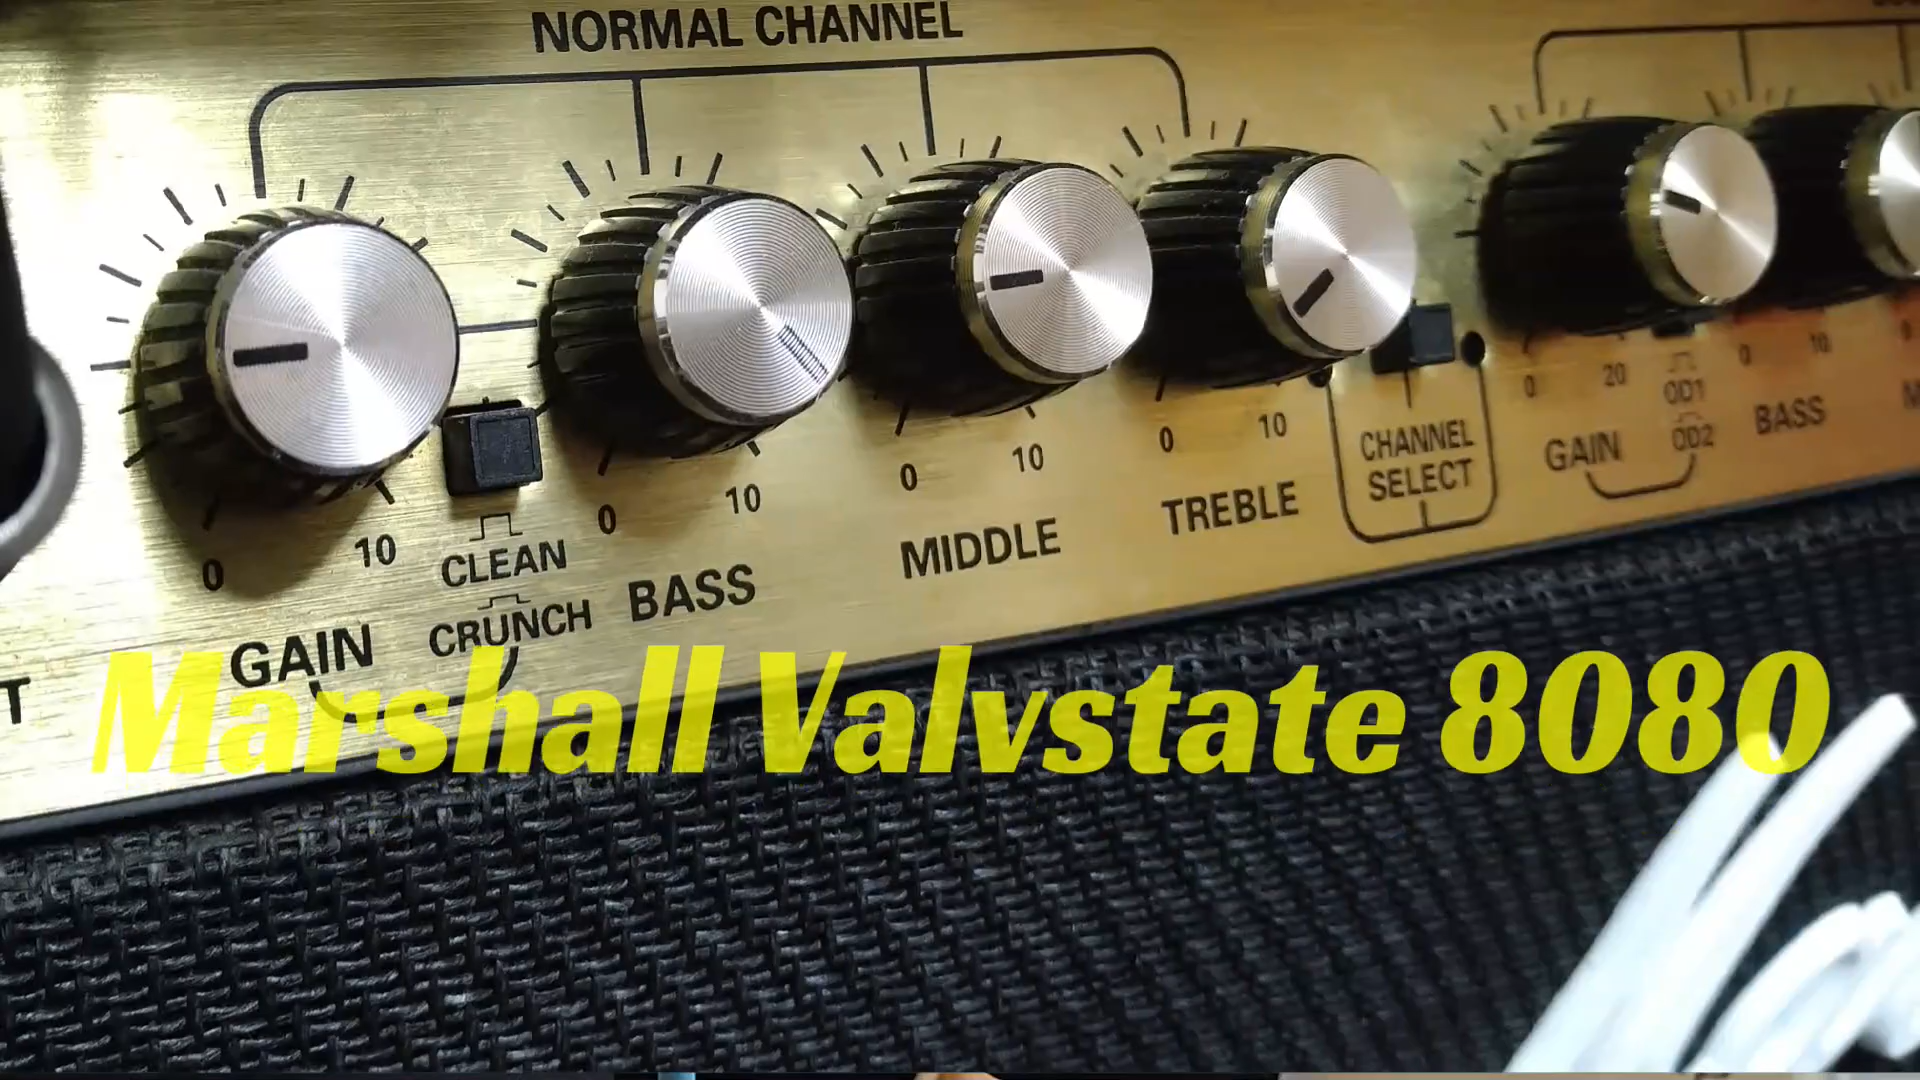 NORMAL CHANNEL
0 10
GAIN
CLEAN
CRUNCH
0 10
BASS
0 10
MIDDLE
0 10
TREBLE
CHANNEL
SELECT
0 20
GAIN
OD1
OD2
0 10
BASS
T
Marshall Valvstate 8080